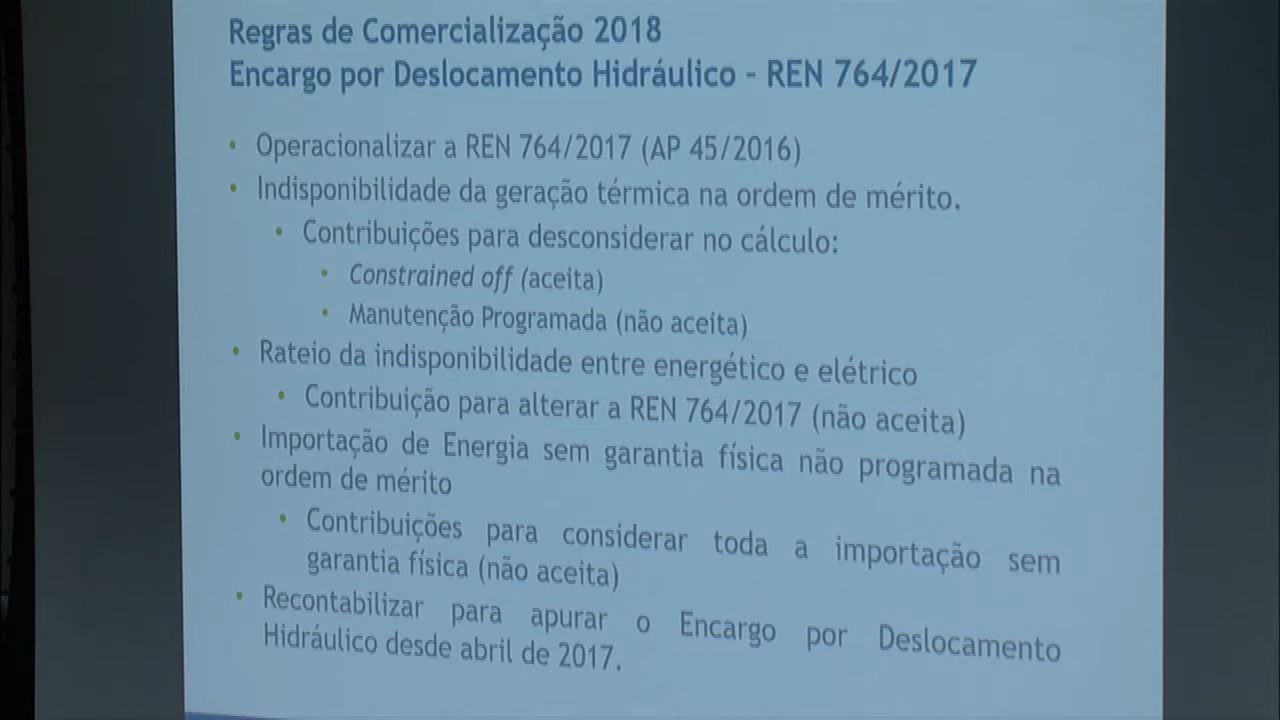 Regras de Comercialização 2018
Encargo por Deslocamento Hidráulico - REN 764/2017
• Operacionalizar a REN 764/2017 (AP 45/2016)
• Indisponibilidade da geração térmica na ordem de mérito.
• Contribuições para desconsiderar no cálculo:
• Constrained off (aceita)
• Manutenção Programada (não aceita)
• Rateio da indisponibilidade entre energético e elétrico
• Contribuição para alterar a REN 764/2017 (não aceita)
• Importação de Energia sem garantia física não programada na
ordem de mérito
• Contribuições para considerar toda a importação sem
garantia física (não aceita)
• Recontabilizar para apurar o Encargo por Deslocamento
Hidráulico desde abril de 2017.